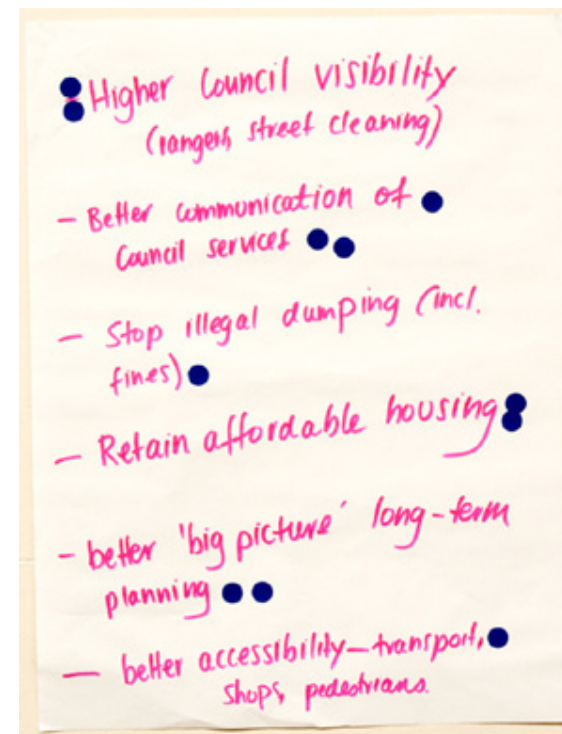 Higher Council visibility
(rangers, street cleaning)
- Better communication of
Council services
- Stop illegal dumping (incl.
fines)
- Retain affordable housing
- better 'big picture' long-term
planning
- better accessibility - transport,
shops, pedestrians.